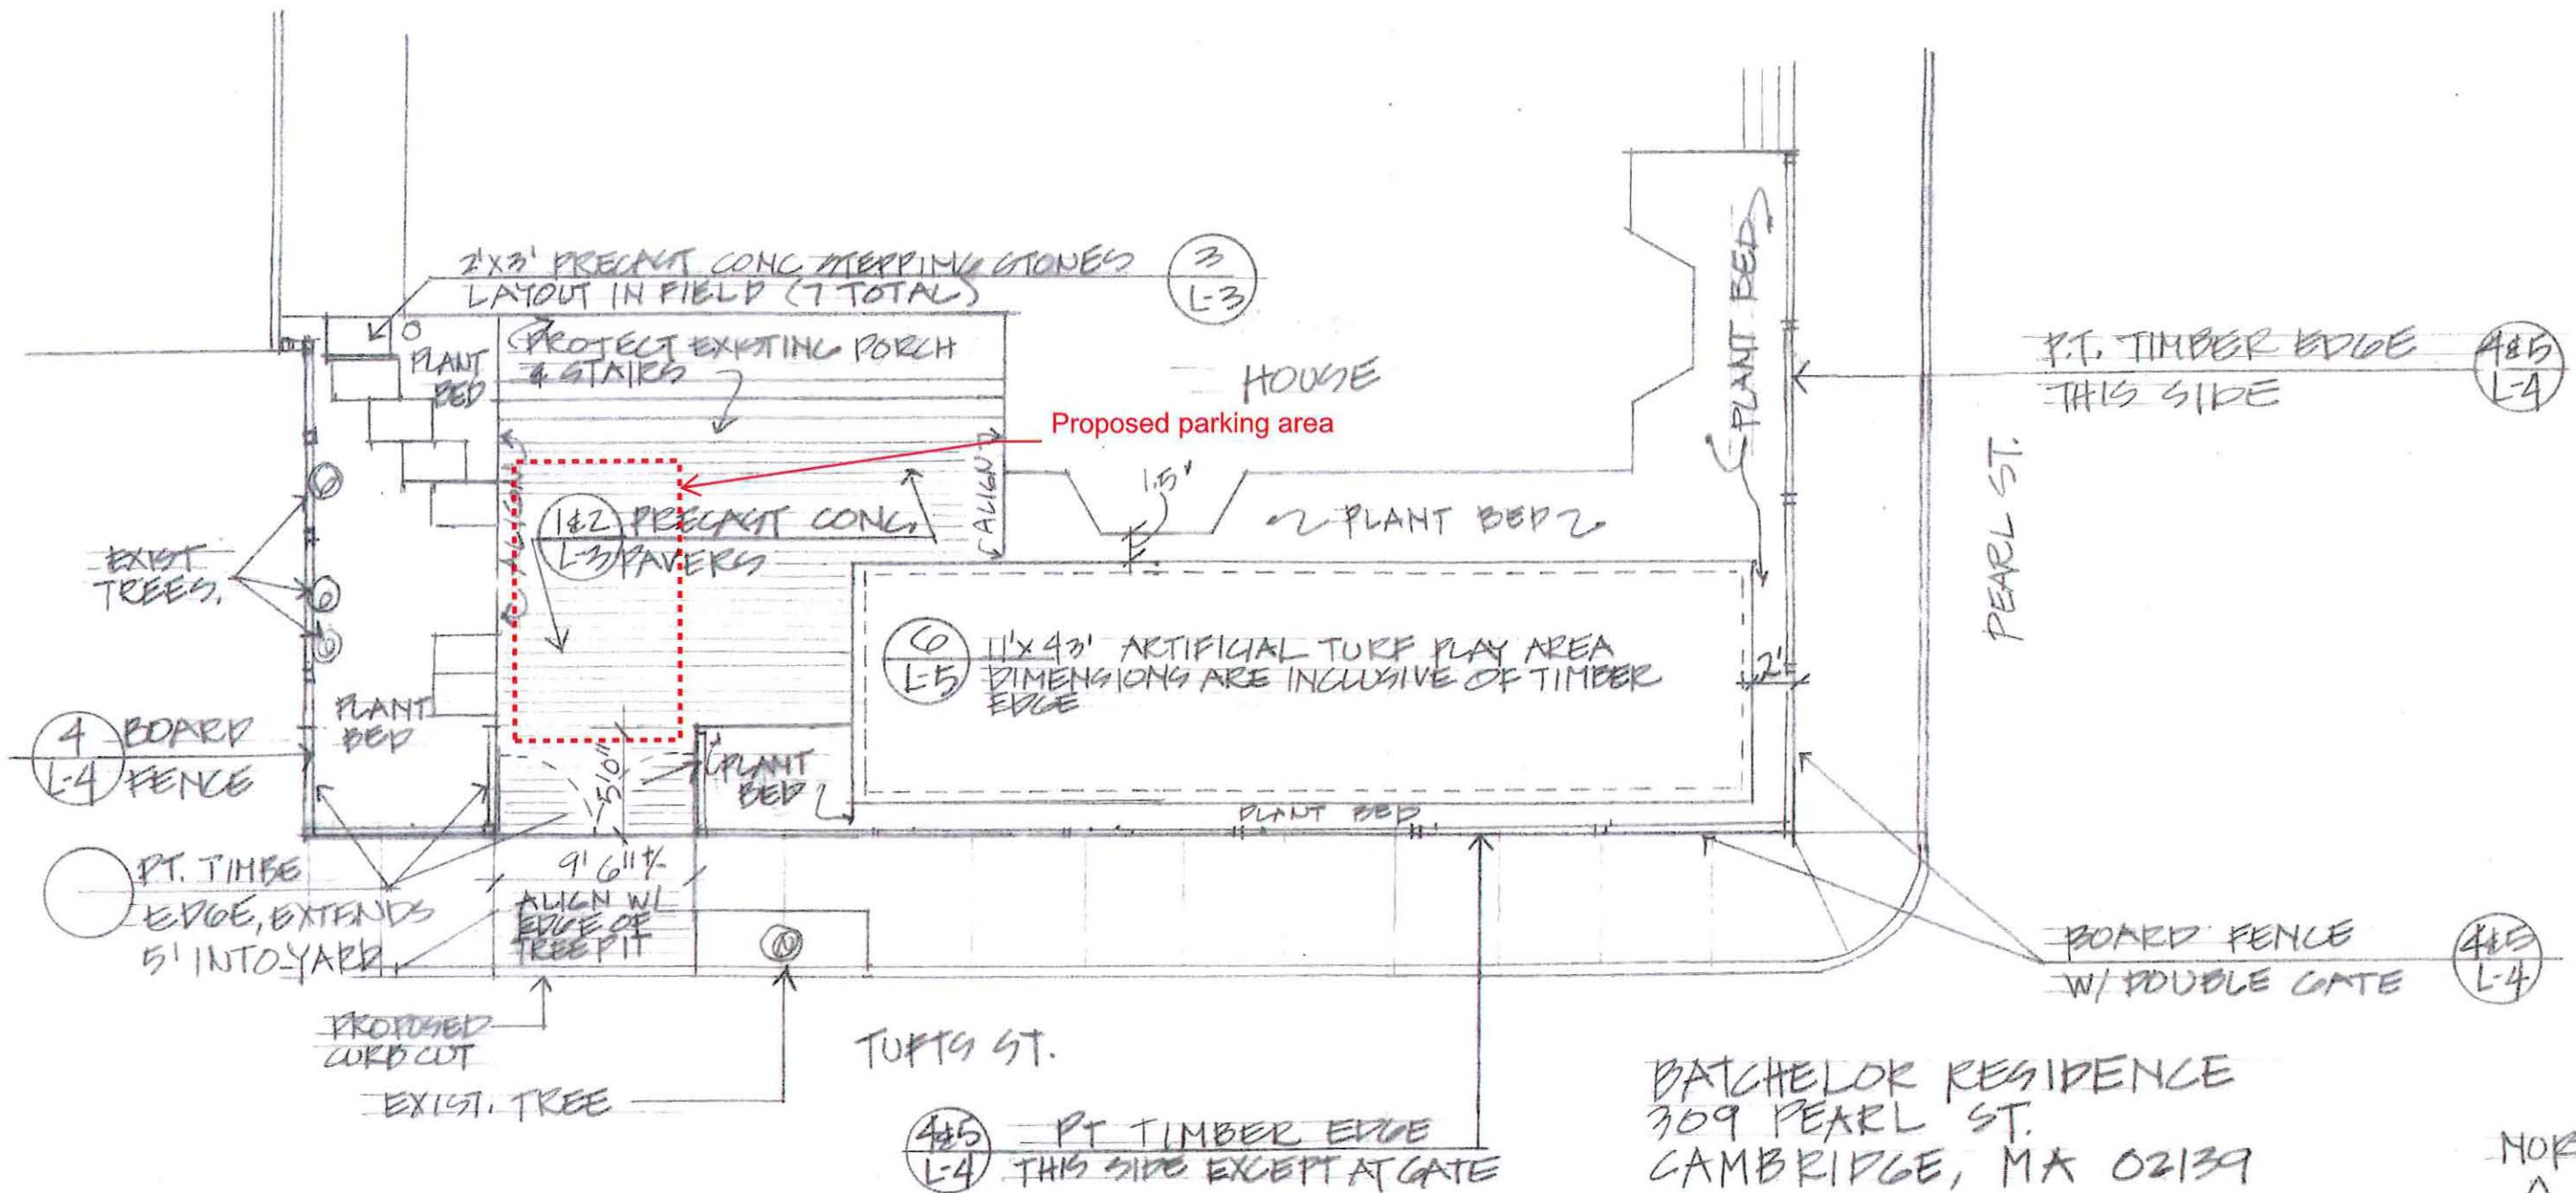 2'X3' PRECAST CONC STEPPING STONES
LAYOUT IN FIELD (7 TOTAL)
3
L-3
PLANT
BED
PROTECT EXISTING PORCH
& STAIRS
HOUSE
Proposed parking area
PLANT BED
P.T. TIMBER EDGE
THIS SIDE
4&5
L-4
PEARL ST.
ALIGN
ALIGN
1.5'
1&2
L-3
PRECAST CONC.
PAVERS
PLANT BED
EXIST
TREES.
6
L-5
11'X43' ARTIFICIAL TURF PLAY AREA
DIMENSIONS ARE INCLUSIVE OF TIMBER
EDGE
2'
4
L-4
BOARD
FENCE
PLANT
BED
5'0"
PLANT
BED
PLANT BED
PT. TIMBE
EDGE, EXTENDS
5' INTO YARD
9'6"+/-
ALIGN W/
EDGE OF
TREE PIT
BOARD FENCE
W/ DOUBLE GATE
4&5
L-4
PROPOSED
CURB CUT
TUFTS ST.
EXIST. TREE
4&5
L-4
PT TIMBER EDGE
THIS SIDE EXCEPT AT GATE
BATCHELOR RESIDENCE
309 PEARL ST.
CAMBRIDGE, MA 02139
NOR